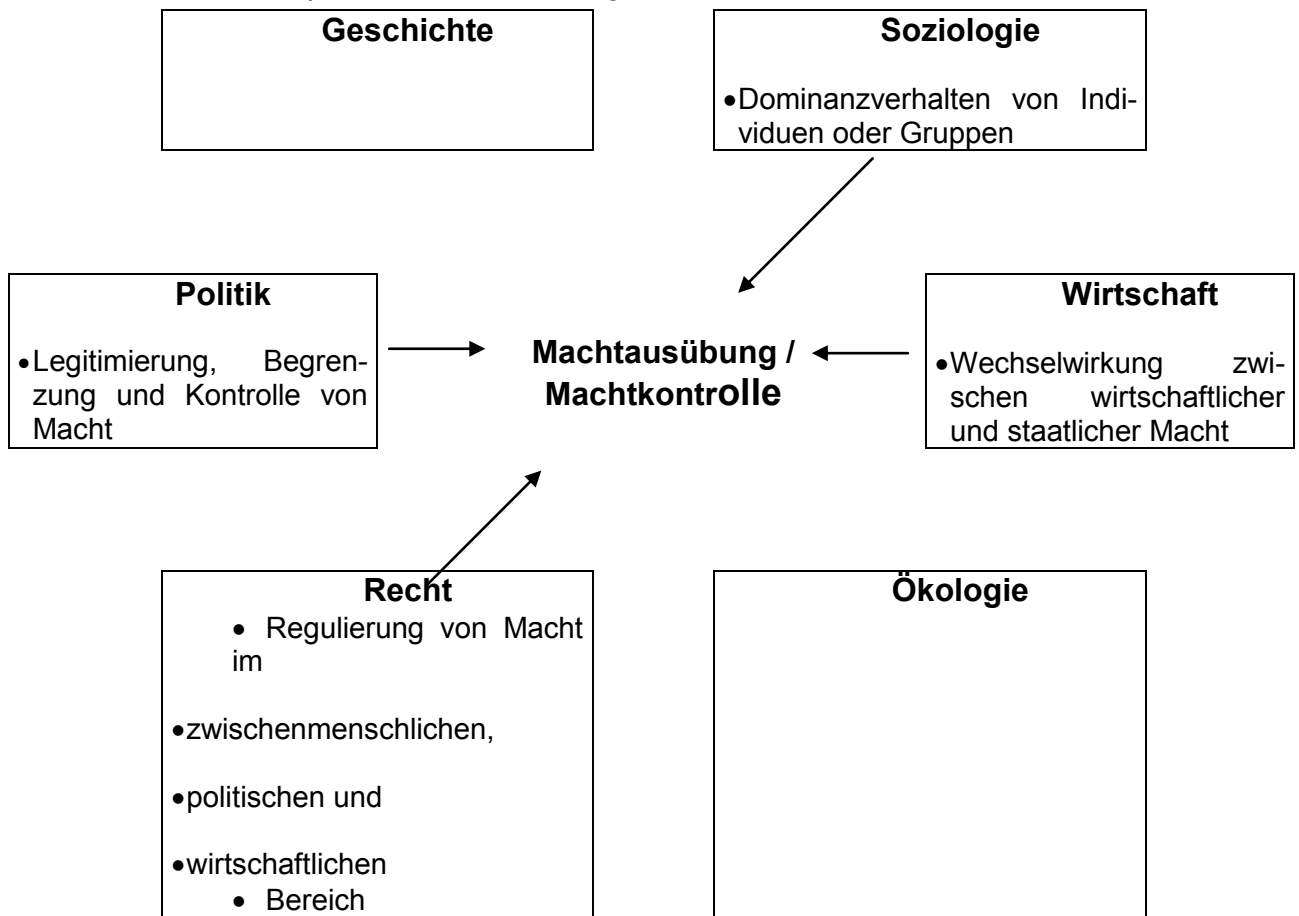 Geschichte
Soziologie
•Dominanzverhalten von Indi-
viduen oder Gruppen
Politik
•Legitimierung, Begren-
zung und Kontrolle von
Macht
Machtausübung /
Machtkontrolle
Wirtschaft
•Wechselwirkung zwi-
schen wirtschaftlicher
und staatlicher Macht
Recht
• Regulierung von Macht
im
•zwischenmenschlichen,
•politischen und
•wirtschaftlichen
• Bereich
Ökologie